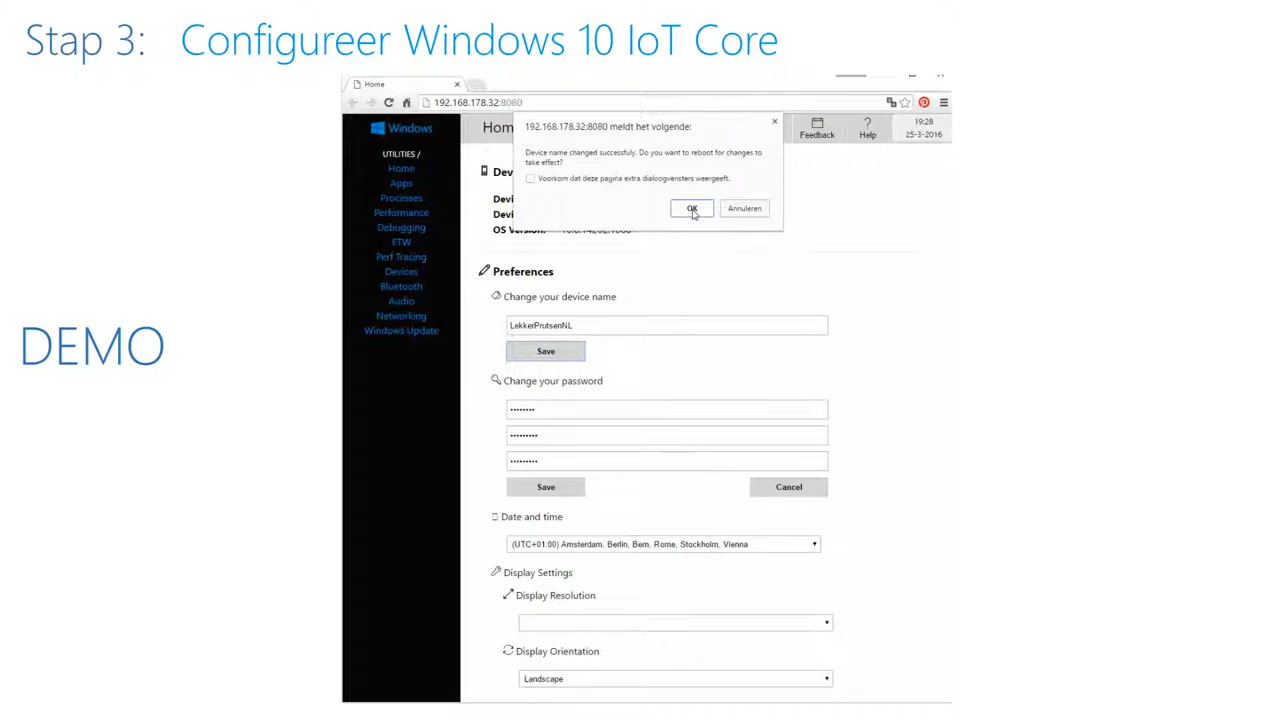 Stap 3: Configureer Windows 10 IoT Core
Home
192.168.178.32:8080
Windows
Hom
Feedback
Help
19:28
25-3-2016
192.168.178.32:8080 meldt het volgende:
Device name changed successfuly. Do you want to reboot for changes to
take effect?
Voorkom dat deze pagina extra dialoogvensters weergeeft.
OK
Annuleren
UTILITIES /
Home
Apps
Processes
Performance
Debugging
ETW
Perf Tracing
Devices
Bluetooth
Audio
Networking
Windows Update
DEMO
Dev
Devi
Devi
OS Version:
Preferences
Change your device name
LekkerPrutsenNL
Save
Change your password
••••••••
•••••••••
•••••••••
Save
Cancel
Date and time
(UTC+01:00) Amsterdam, Berlin, Bern, Rome, Stockholm, Vienna
Display Settings
Display Resolution
Display Orientation
Landscape